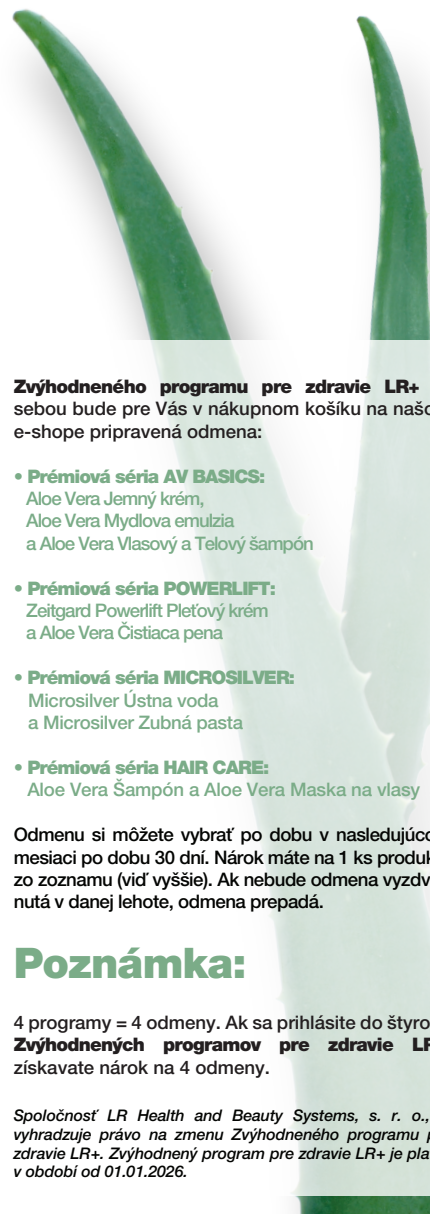 Zvýhodneného programu pre zdravie LR+
sebou bude pre Vás v nákupnom košíku na
e-shope pripravená odmena:
• Prémiová séria AV BASICS:
Aloe Vera Jemný krém,
Aloe Vera Mydlova emulzia
a Aloe Vera Vlasový a Telový šampón
• Prémiová séria POWERLIFT:
Zeitgard Powerlift Pleťový krém
a Aloe Vera Čistiaca pena
• Prémiová séria MICROSILVER:
Microsilver Ústna voda
a Microsilver Zubná pasta
• Prémiová séria HAIR CARE:
Aloe Vera Šampón a Aloe Vera Maska na vlasy
Odmenu si môžete vybrať po dobu v
mesiaci po dobu 30 dní. Nárok máte na 1 ks
zo zoznamu (viď vyššie). Ak nebude odmena
nutá v danej lehote, odmena prepadá.
Poznámka:
4 programy = 4 odmeny. Ak sa prihlásite do
Zvýhodnených programov pre zdravie
získavate nárok na 4 odmeny.
Spoločnosť LR Health and Beauty Systems, s. r. o.,
vyhradzuje právo na zmenu Zvýhodneného programu
zdravie LR+. Zvýhodnený program pre zdravie LR+ je
v období od 01.01.2026.